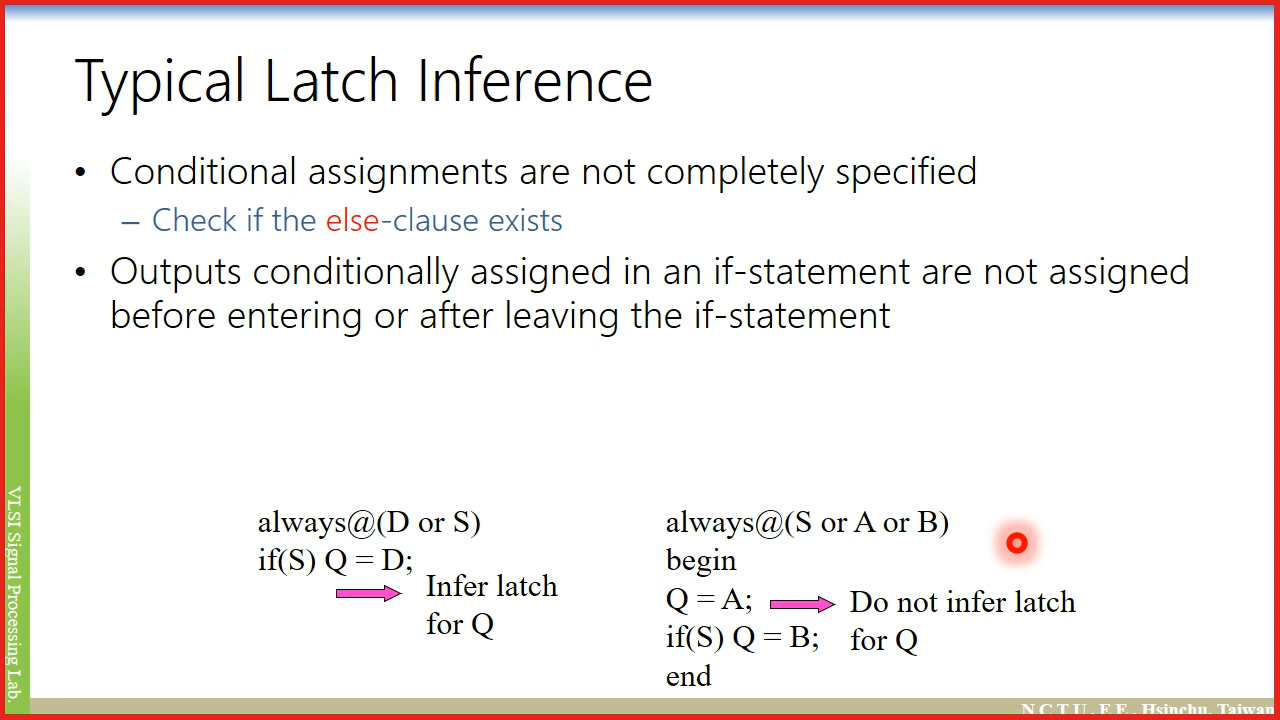 Typical Latch Inference
• Conditional assignments are not completely specified
– Check if the else-clause exists
• Outputs conditionally assigned in an if-statement are not assigned
before entering or after leaving the if-statement
always@(D or S)
if(S) Q = D;
Infer latch
for Q
always@(S or A or B)
begin
Q = A;
if(S) Q = B;
end
Do not infer latch
for Q
VLSI Signal Processing Lab.
N C T U . E E . Hsinchu, Taiwan